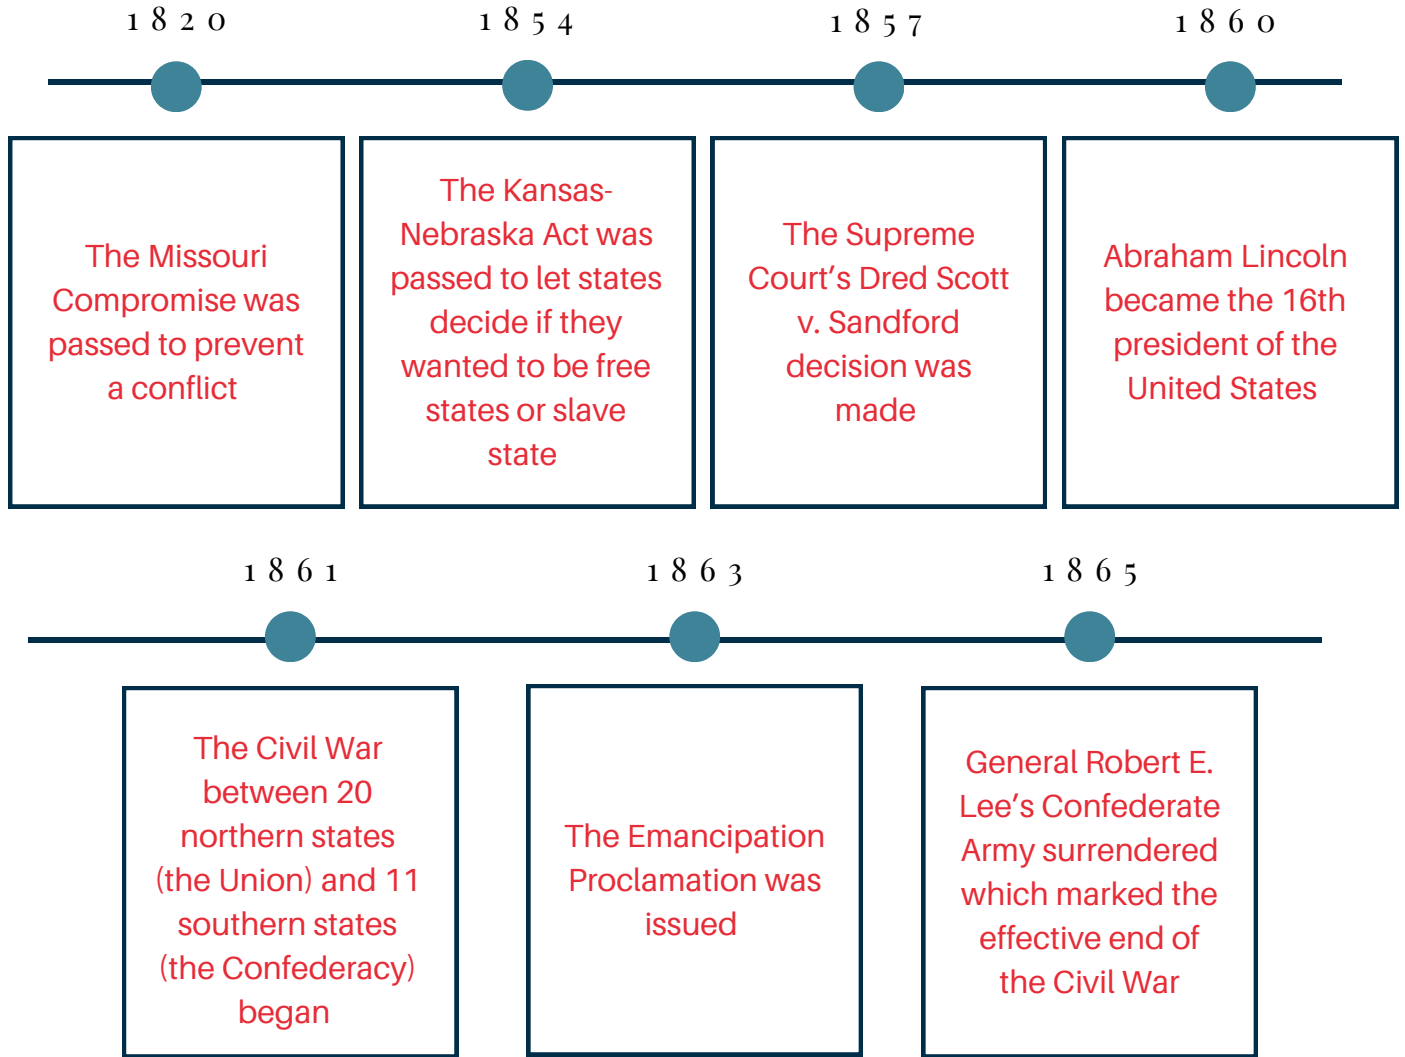 1820
1854
1857
1860
The Missouri
Compromise was
passed to prevent
a conflict
The Kansas-
Nebraska Act was
passed to let states
decide if they
wanted to be free
states or slave
state
The Supreme
Court’s Dred Scott
v. Sandford
decision was
made
Abraham Lincoln
became the 16th
president of the
United States
1861
1863
1865
The Civil War
between 20
northern states
(the Union) and 11
southern states
(the Confederacy)
began
The Emancipation
Proclamation was
issued
General Robert E.
Lee’s Confederate
Army surrendered
which marked the
effective end of
the Civil War